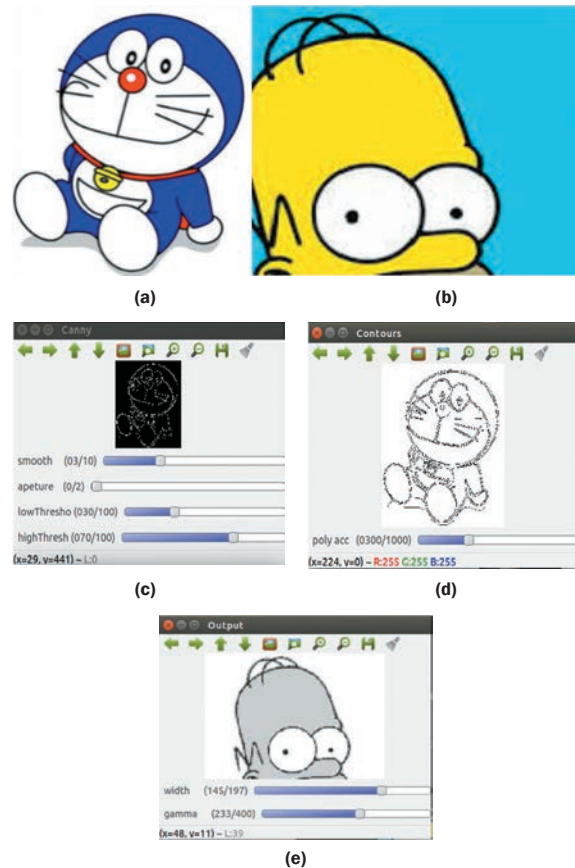 (a)
(b)
Canny
smooth (03/10)
apeture (0/2)
lowThresho (030/100)
highThresh (070/100)
(x=29, y=441) ~ L:0
(c)
Contours
poly acc (0300/1000)
(x=224, y=0) ~ R:255 G:255 B:255
(d)
Output
width (145/197)
gamma (233/400)
(x=48, y=11) ~ L:39
(e)